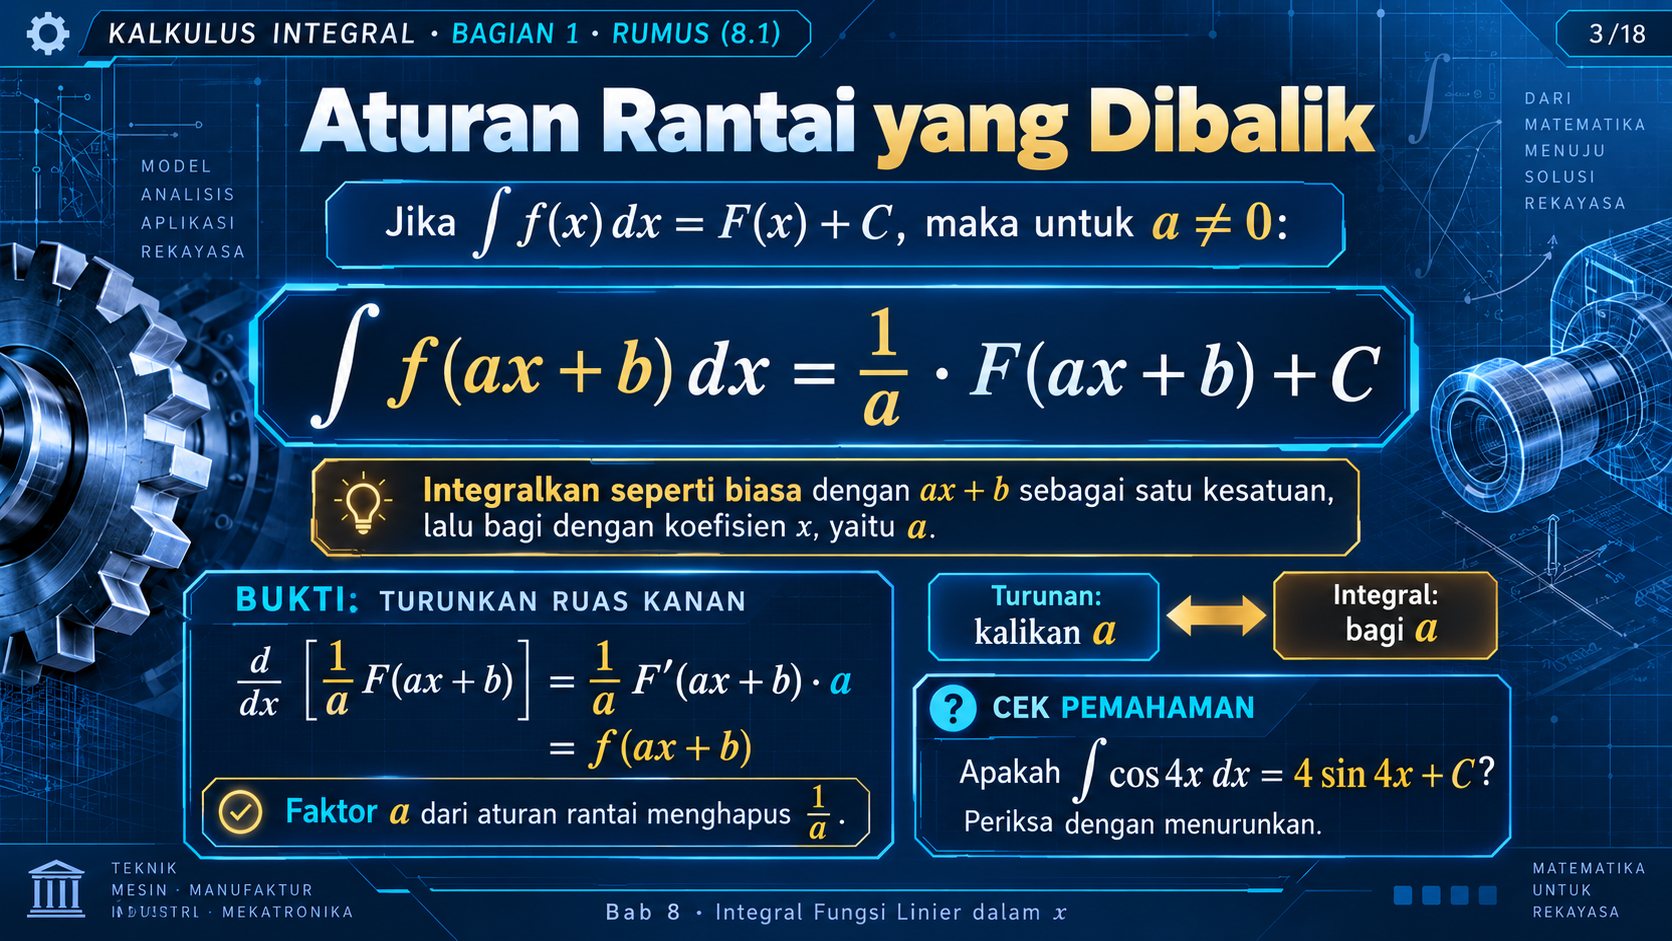 KALKULUS INTEGRAL · BAGIAN 1 · RUMUS (8.1)
3/18
Aturan Rantai yang Dibalik
MODEL
ANALISIS
APLIKASI
REKAYASA
DARI
MATEMATIKA
MENUJU
SOLUSI
REKAYASA
Jika ∫ f(x) dx = F(x) + C, maka untuk a ≠ 0:
∫ f(ax + b) dx = 1/a · F(ax + b) + C
Integralkan seperti biasa dengan ax + b sebagai satu kesatuan,
lalu bagi dengan koefisien x, yaitu a.
BUKTI: TURUNKAN RUAS KANAN
d/dx [1/a F(ax + b)] = 1/a F′(ax + b) · a
= f(ax + b)
Faktor a dari aturan rantai menghapus 1/a.
Turunan:
kalikan a
Integral:
bagi a
? CEK PEMAHAMAN
Apakah ∫ cos 4x dx = 4 sin 4x + C?
Periksa dengan menurunkan.
TEKNIK
MESIN · MANUFAKTUR
· MEKATRONIKA
Bab 8 · Integral Fungsi Linier dalam x
MATEMATIKA
UNTUK
REKAYASA